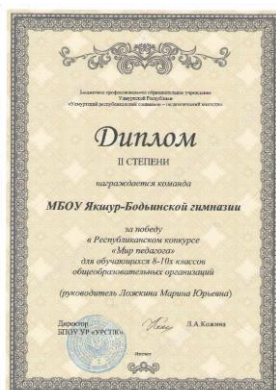 Бюджетное профессиональное образовательное учреждение
Удмуртской Республики
«Удмуртский республиканский социально – педагогический колледж»
Диплом
II СТЕПЕНИ
награждается команда
МБОУ Якшур-Бодьинской гимназии
за победу
в Республиканском конкурсе
«Мир педагога»
для обучающихся 8-10х классов
общеобразовательных организаций
(руководитель Ложкина Марина Юрьевна)
Директор
БПОУ УР «УРСПК»
Л.А.Кожина
Ижевск